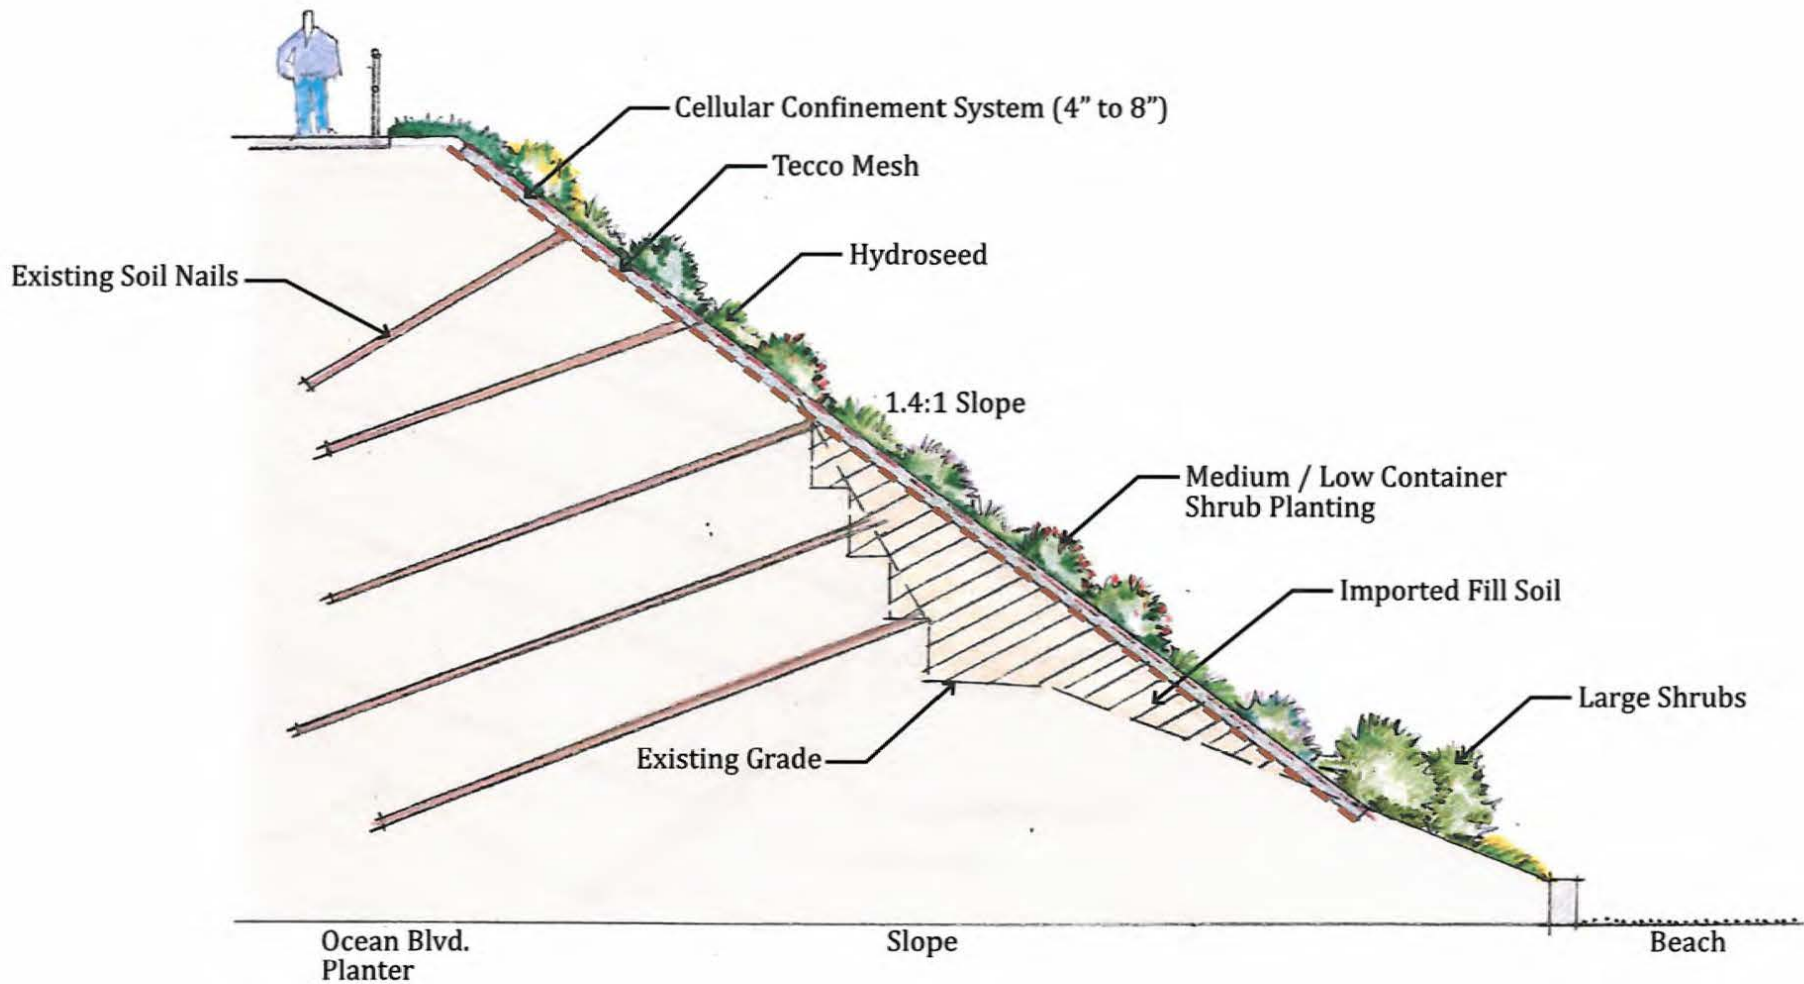 Cellular Confinement System (4” to 8”)
Tecco Mesh
Hydroseed
Existing Soil Nails
1.4:1 Slope
Medium / Low Container
Shrub Planting
Imported Fill Soil
Large Shrubs
Existing Grade
Ocean Blvd.
Planter
Slope
Beach